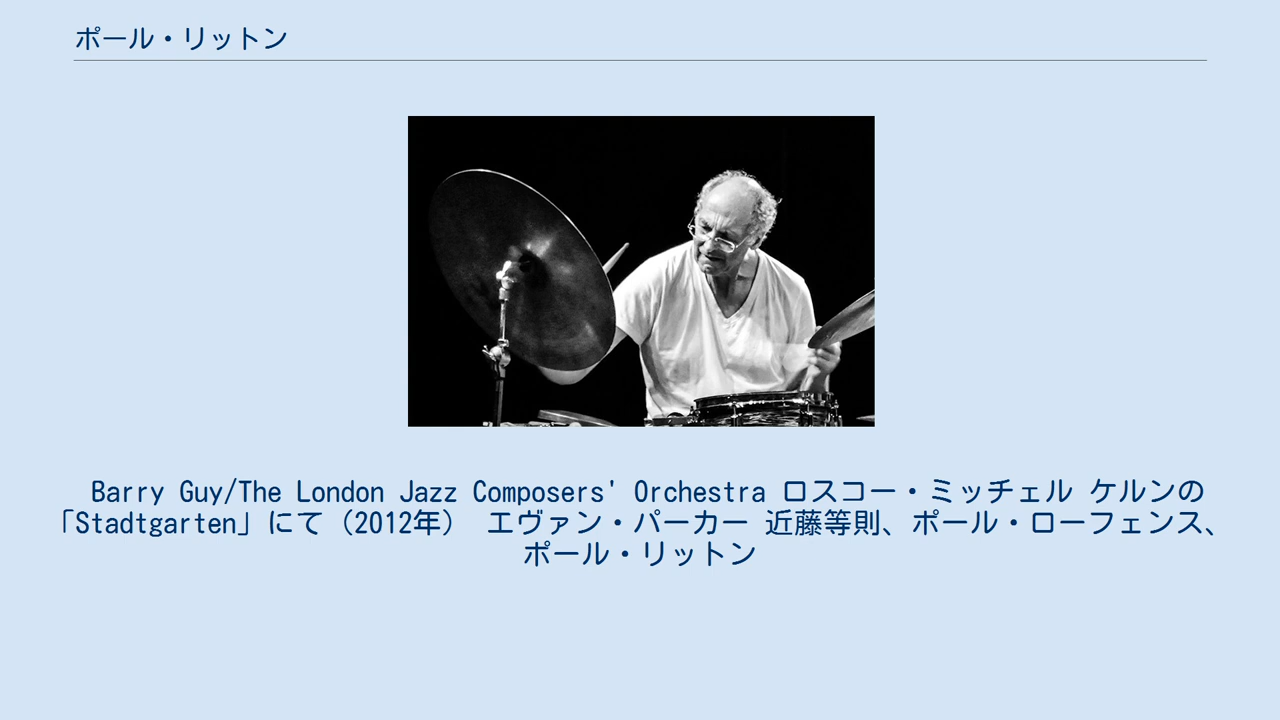 ポール・リットン
Barry Guy/The London Jazz Composers' Orchestra ロスコー・ミッチェル ケルンの
「Stadtgarten」にて（2012年） エヴァン・パーカー 近藤等則、ポール・ローフェンス、
ポール・リットン